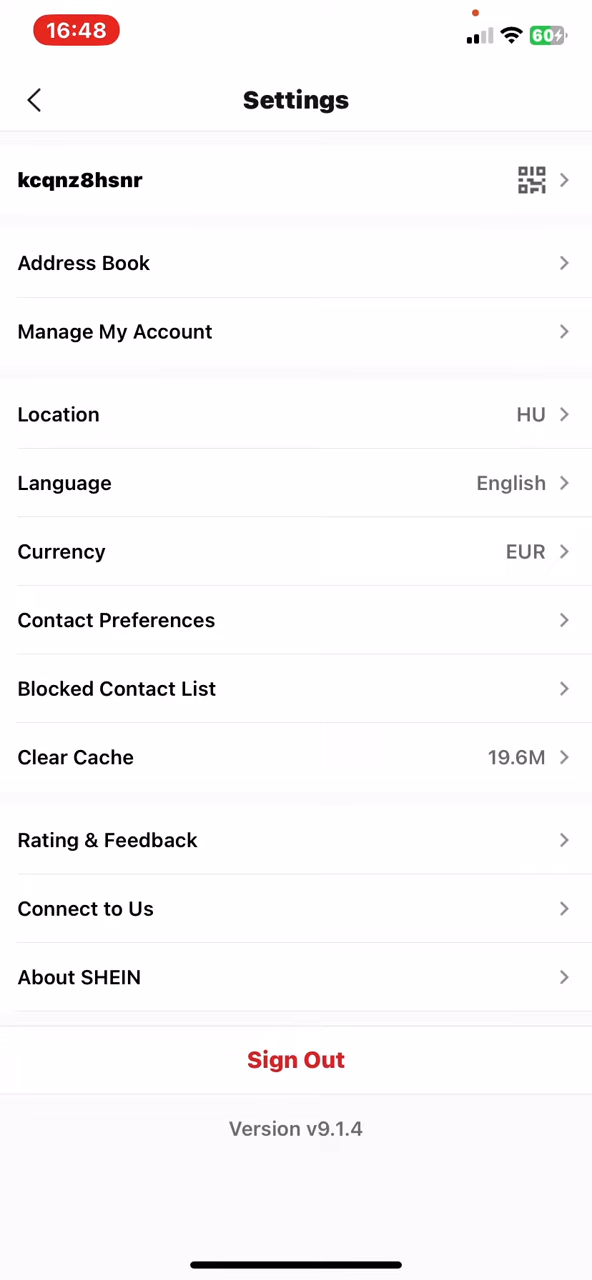 16:48
60
Settings
kcqnz8hsnr
Address Book
Manage My Account
Location HU
Language English
Currency EUR
Contact Preferences
Blocked Contact List
Clear Cache 19.6M
Rating & Feedback
Connect to Us
About SHEIN
Sign Out
Version v9.1.4